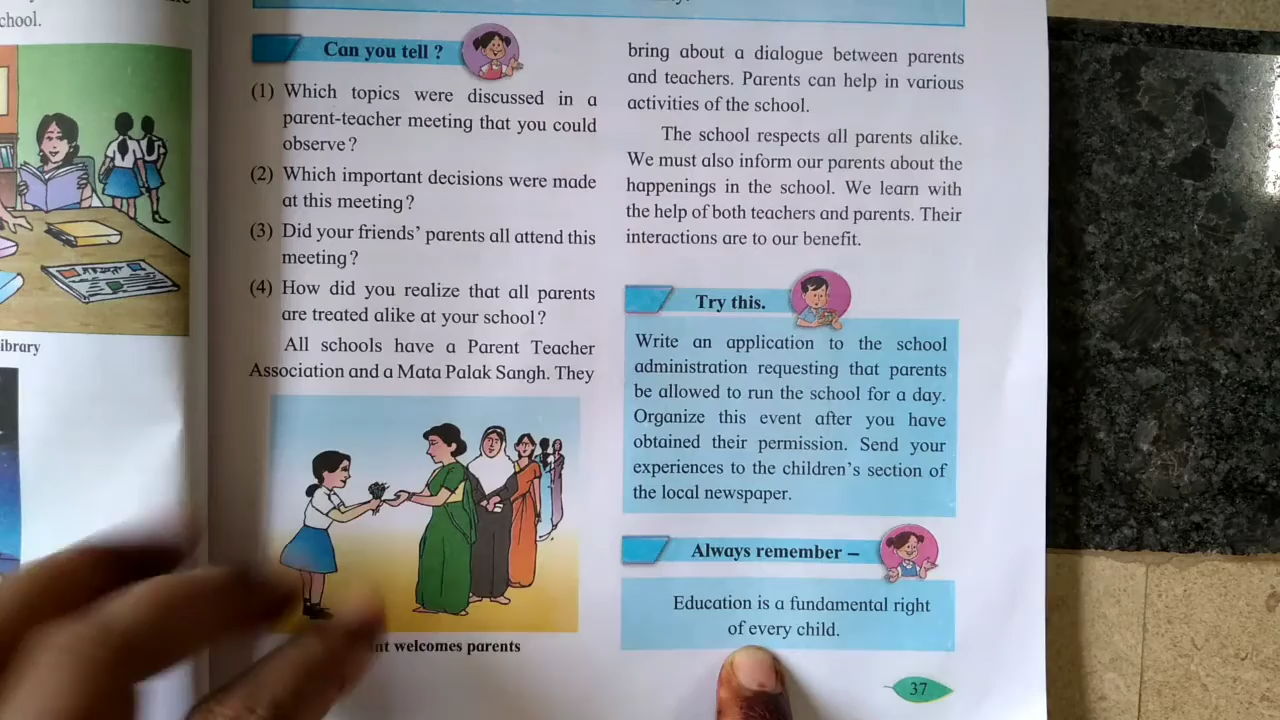 chool.
ibrary
Can you tell ?
(1) Which topics were discussed in a
parent-teacher meeting that you could
observe?
(2) Which important decisions were made
at this meeting?
(3) Did your friends' parents all attend this
meeting?
(4) How did you realize that all parents
are treated alike at your school?
All schools have a Parent Teacher
Association and a Mata Palak Sangh. They
nt welcomes parents
bring about a dialogue between parents
and teachers. Parents can help in various
activities of the school.
The school respects all parents alike.
We must also inform our parents about the
happenings in the school. We learn with
the help of both teachers and parents. Their
interactions are to our benefit.
Try this.
Write an application to the school
administration requesting that parents
be allowed to run the school for a day.
Organize this event after you have
obtained their permission. Send your
experiences to the children's section of
the local newspaper.
Always remember –
Education is a fundamental right
of every child.
37